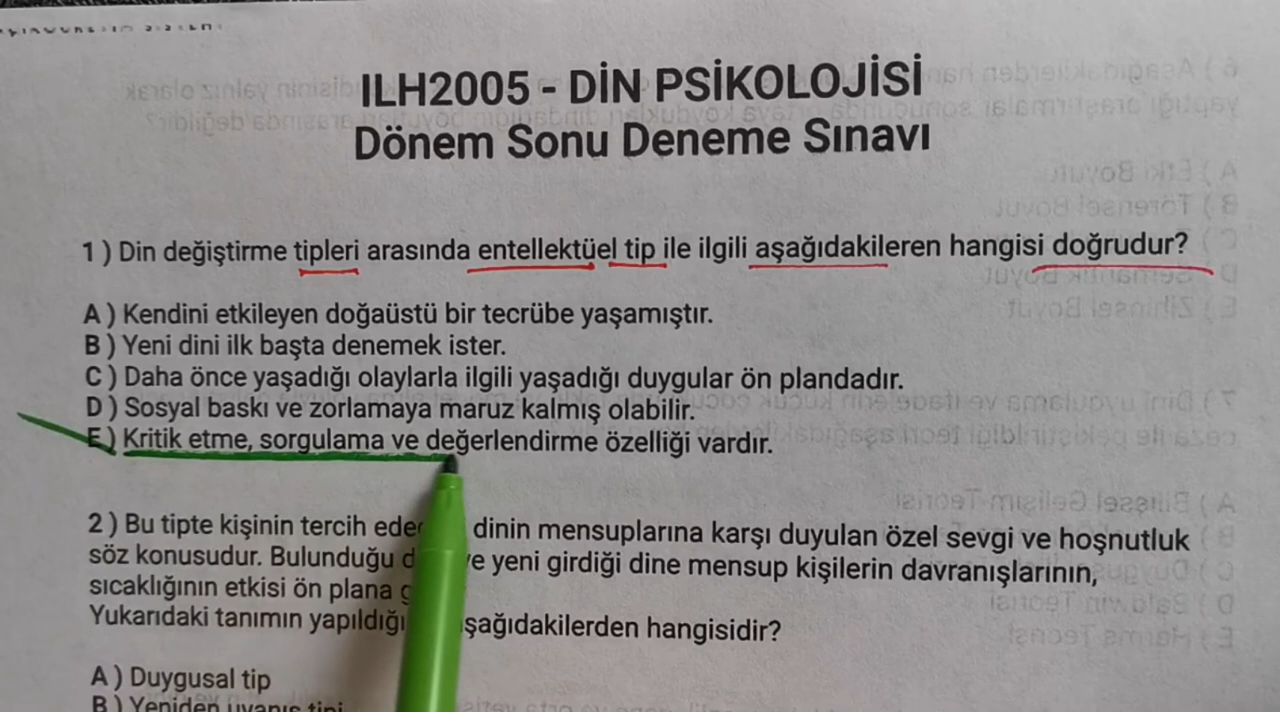 ILH2005 - DİN PSİKOLOJİSİ
Dönem Sonu Deneme Sınavı
1 ) Din değiştirme tipleri arasında entellektüel tip ile ilgili aşağıdakileren hangisi doğrudur?
A ) Kendini etkileyen doğaüstü bir tecrübe yaşamıştır.
B ) Yeni dini ilk başta denemek ister.
C ) Daha önce yaşadığı olaylarla ilgili yaşadığı duygular ön plandadır.
D ) Sosyal baskı ve zorlamaya maruz kalmış olabilir.
E ) Kritik etme, sorgulama ve değerlendirme özelliği vardır.
2 ) Bu tipte kişinin tercih dinin mensuplarına karşı duyulan özel sevgi ve hoşnutluk
söz konusudur. Bulunduğu yeni girdiği dine mensup kişilerin davranışlarının,
sıcaklığının etkisi ön plana
Yukarıdaki tanımın yapıldığı aşağıdakilerden hangisidir?
A ) Duygusal tip
B ) Yeniden uyanış tipi